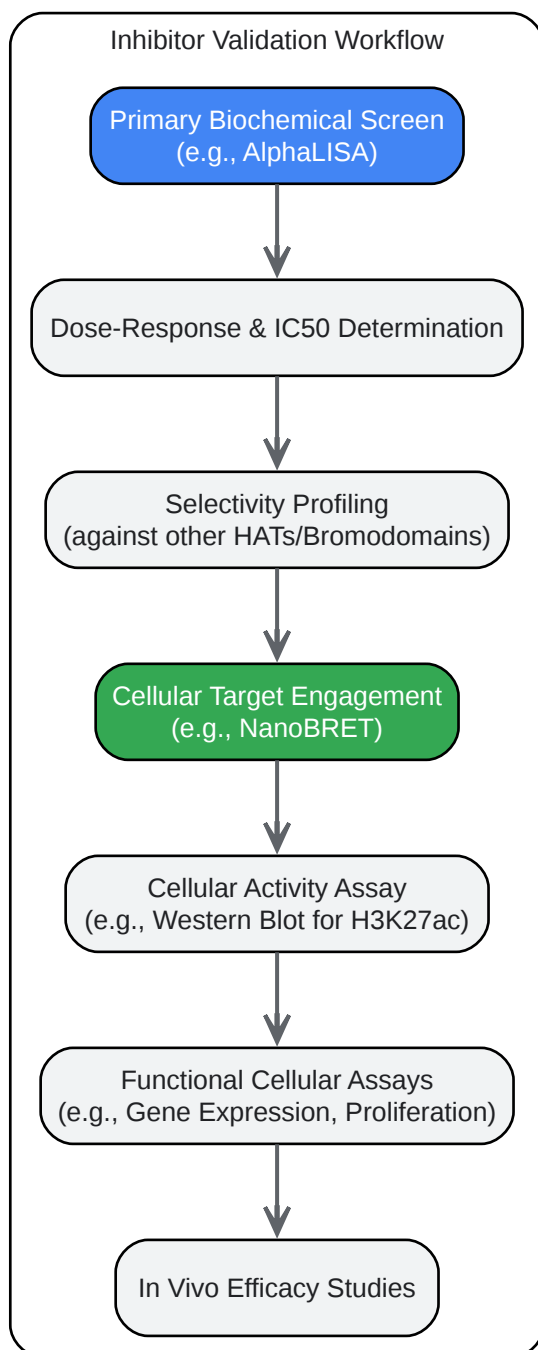 Inhibitor Validation Workflow
Primary Biochemical Screen
(e.g., AlphaLISA)
Dose-Response & IC50 Determination
Selectivity Profiling
(against other HATs/Bromodomains)
Cellular Target Engagement
(e.g., NanoBRET)
Cellular Activity Assay
(e.g., Western Blot for H3K27ac)
Functional Cellular Assays
(e.g., Gene Expression, Proliferation)
In Vivo Efficacy Studies